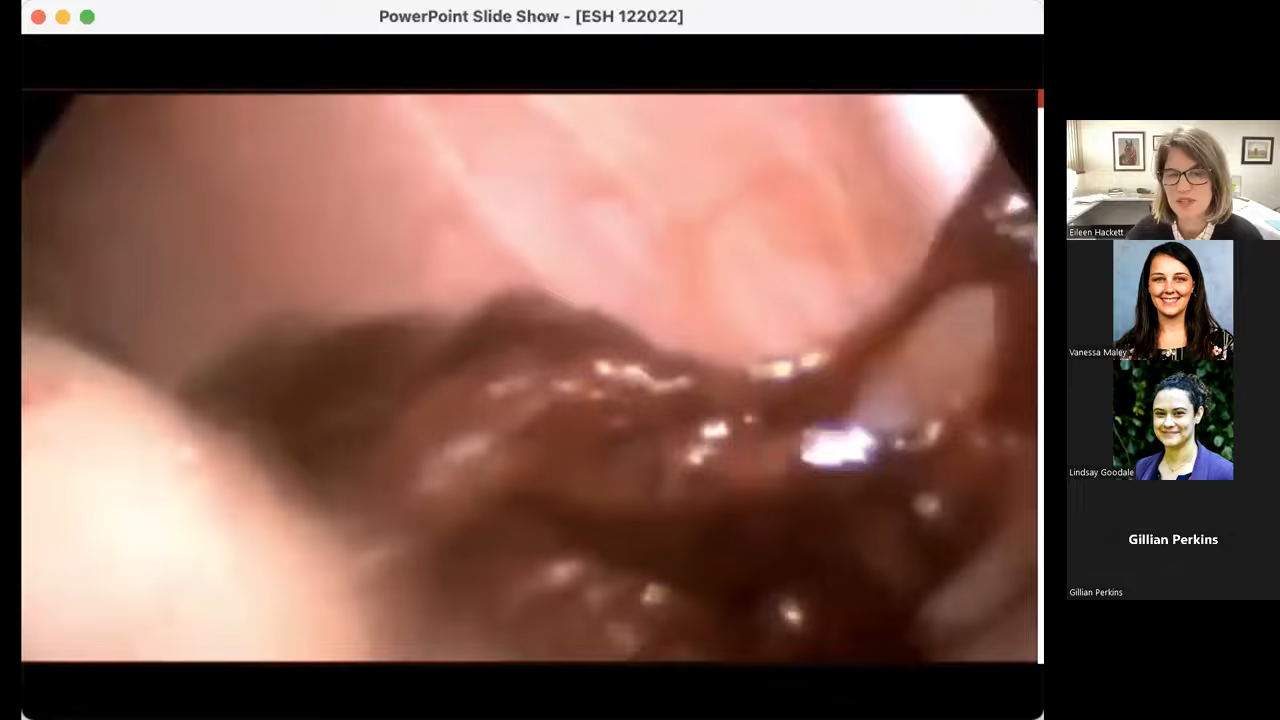 PowerPoint Slide Show - [ESH 122022]
Eileen Hackett
Vanessa Maley
Lindsay Goodale
Gillian Perkins
Gillian Perkins